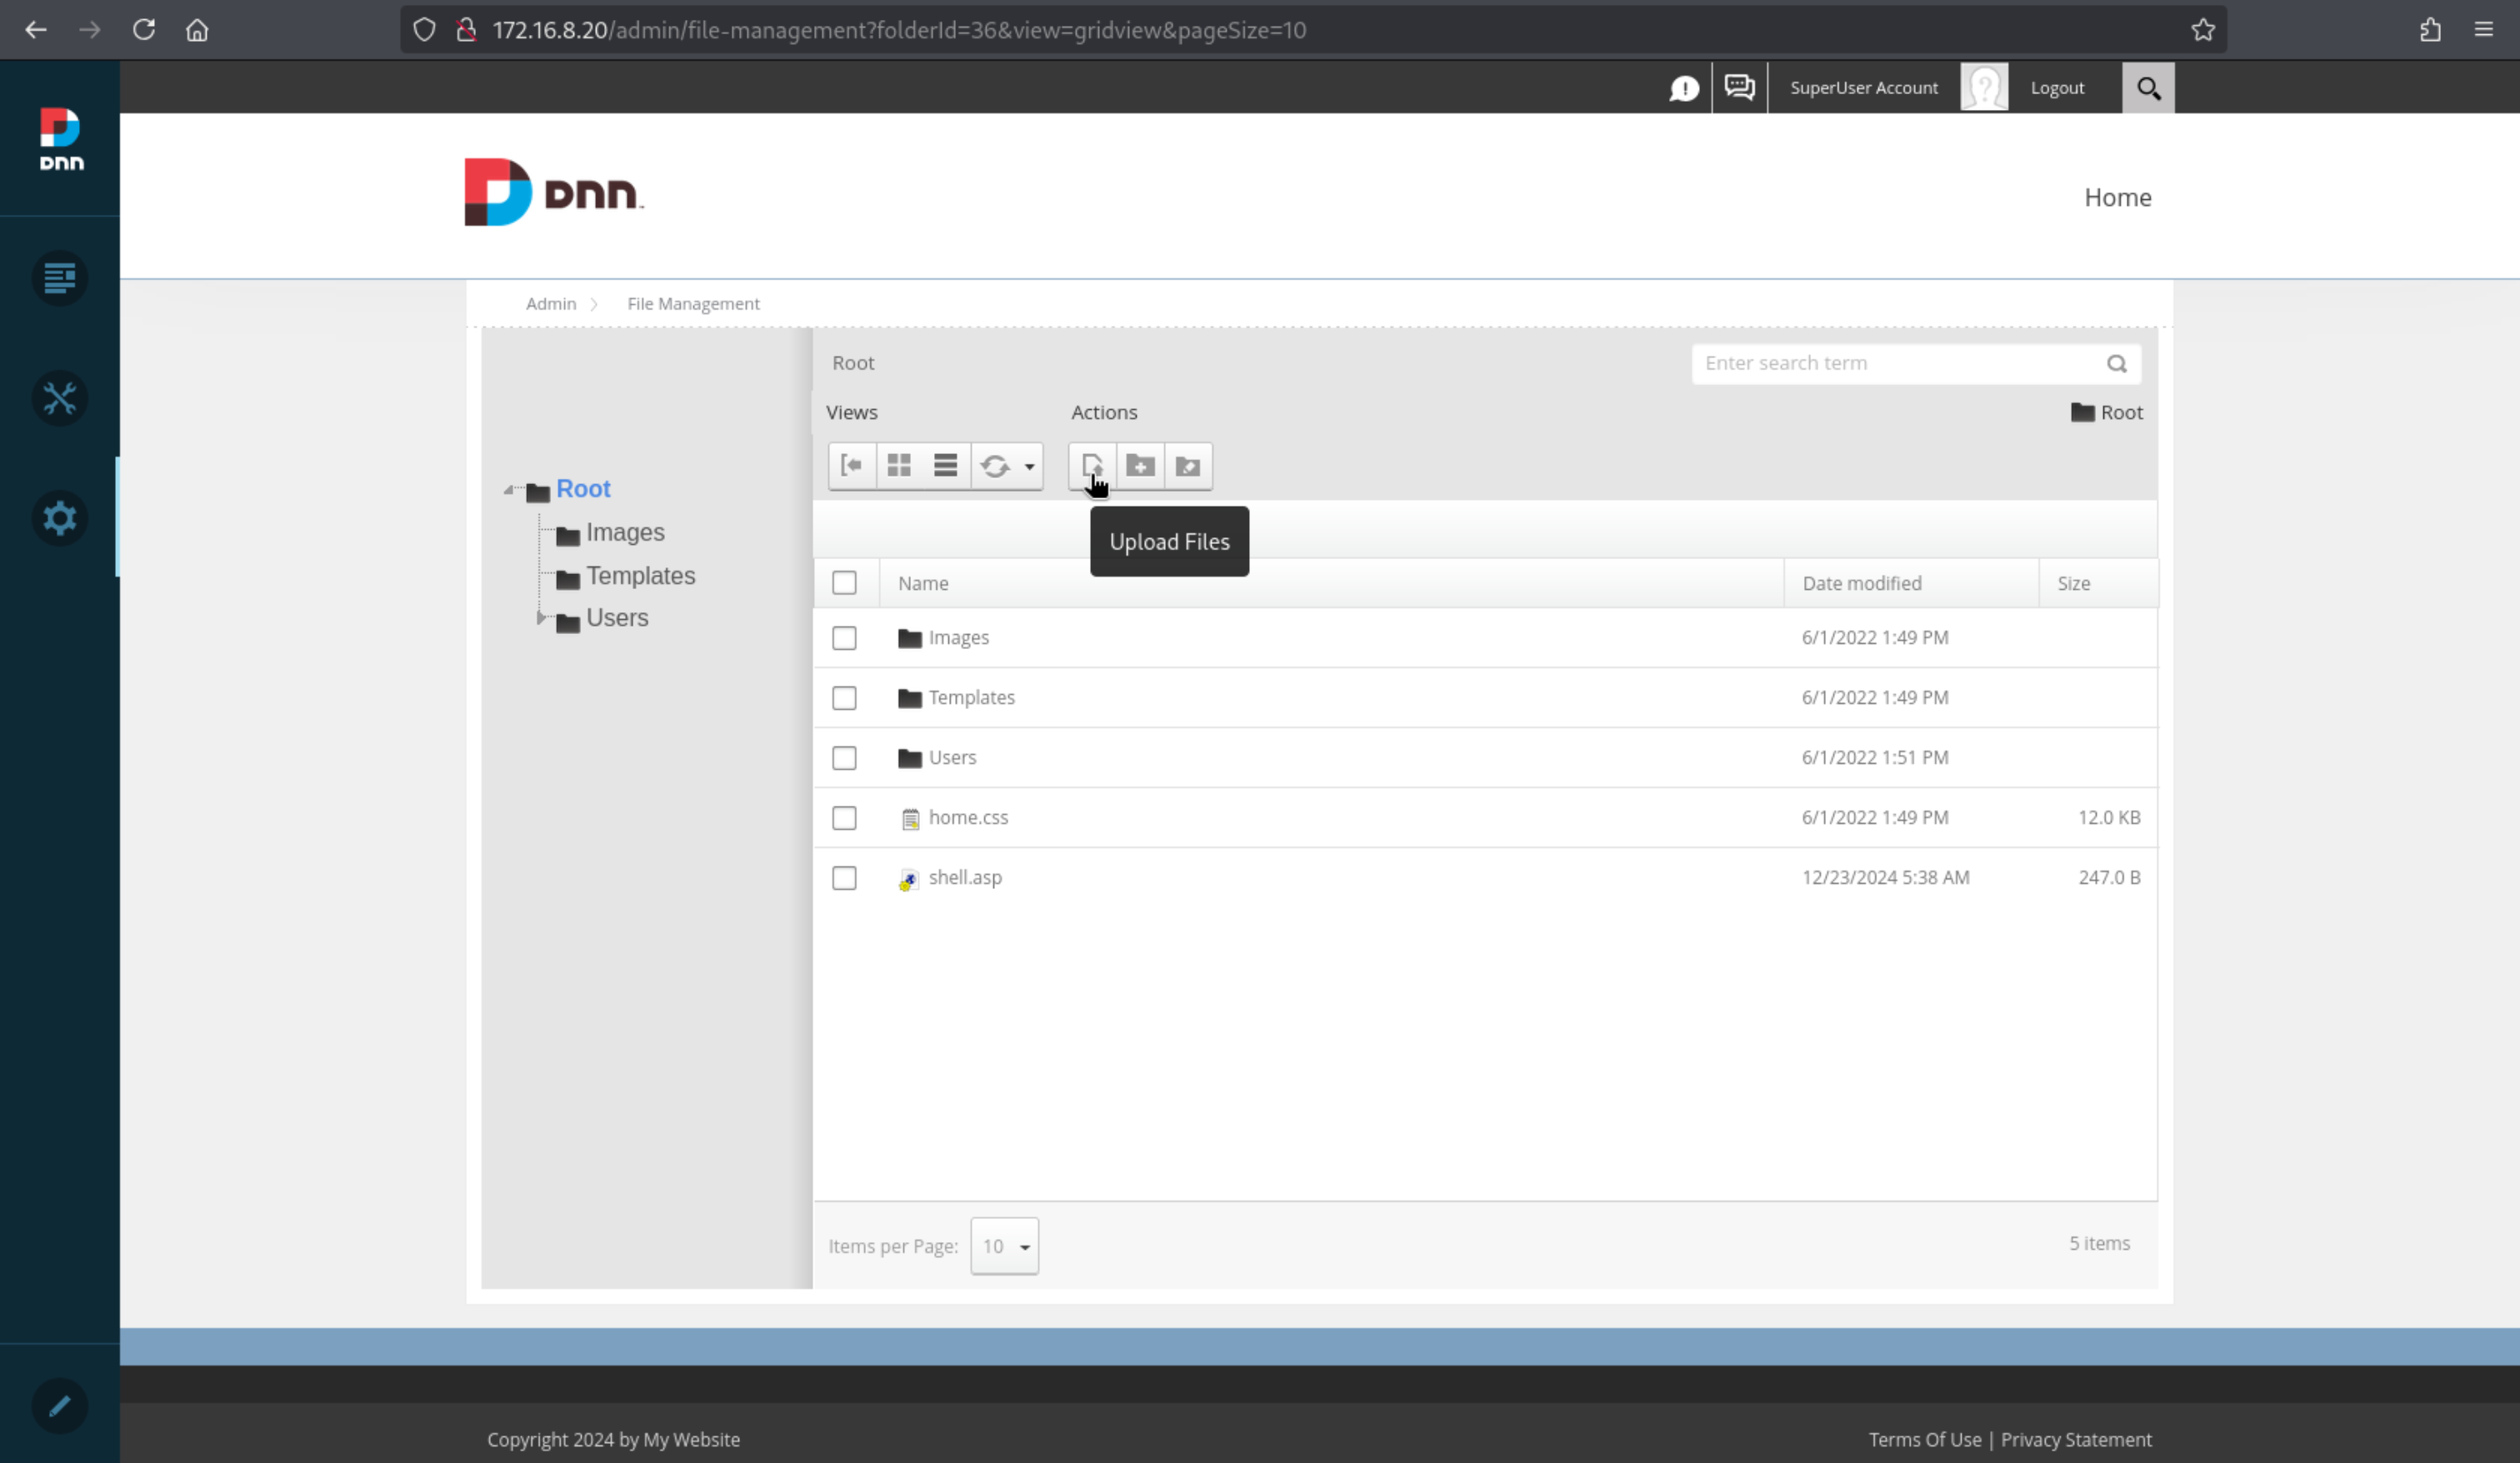 172.16.8.20/admin/file-management?folderId=36&view=gridview&pageSize=10
SuperUser Account
Logout
DNN
DNN
Home
Admin
File Management
Root
Enter search term
Views
Actions
Root
Root
Images
Templates
Users
Upload Files
Name
Date modified
Size
Images
6/1/2022 1:49 PM
Templates
6/1/2022 1:49 PM
Users
6/1/2022 1:51 PM
home.css
6/1/2022 1:49 PM
12.0 KB
shell.asp
12/23/2024 5:38 AM
247.0 B
Items per Page:
10
5 items
Copyright 2024 by My Website
Terms Of Use | Privacy Statement